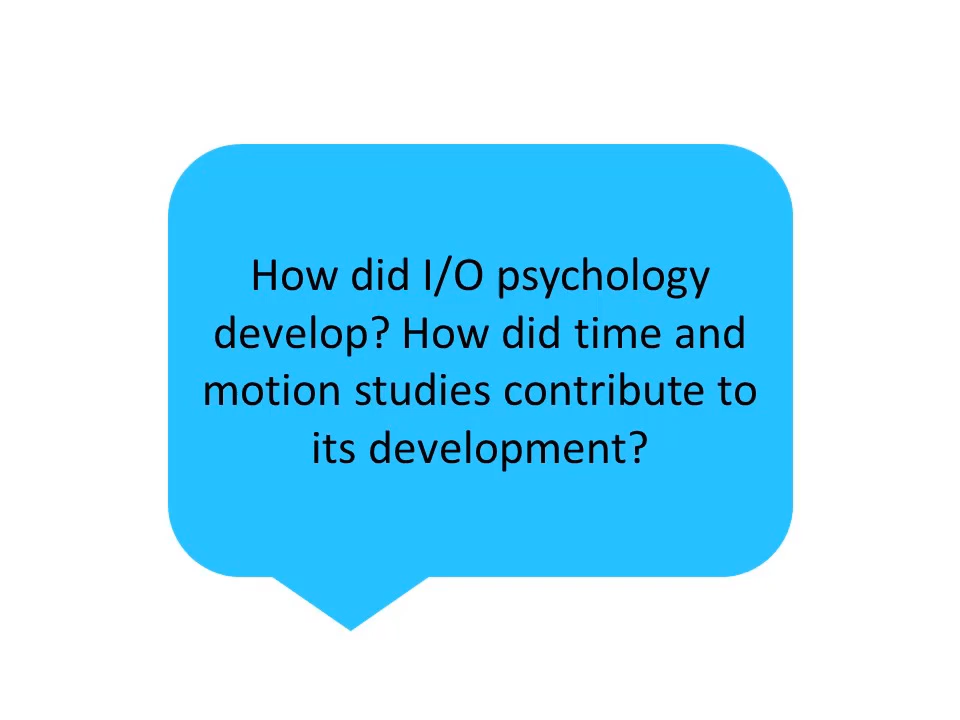 How did I/O psychology
develop? How did time and
motion studies contribute to
its development?